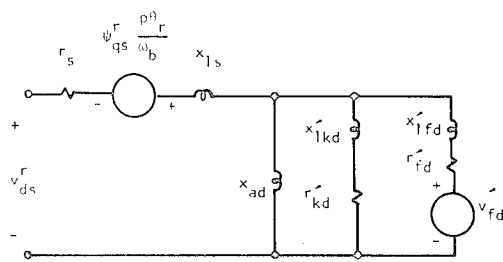 r_s
ψ^r_qs pθ_r/ω_b
x_ls
+
-
+
v^r_ds
-
x_ad
x'_lkd
r'_kd
x'_lfd
r'_fd
+
v'_fd
-